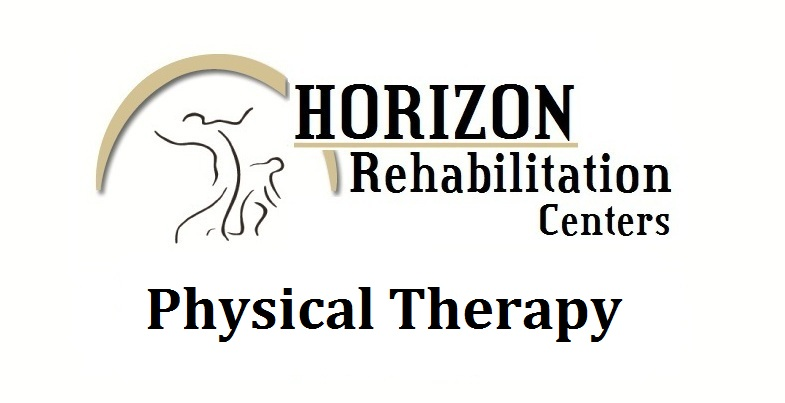 HORIZON
Rehabilitation
Centers
Physical Therapy